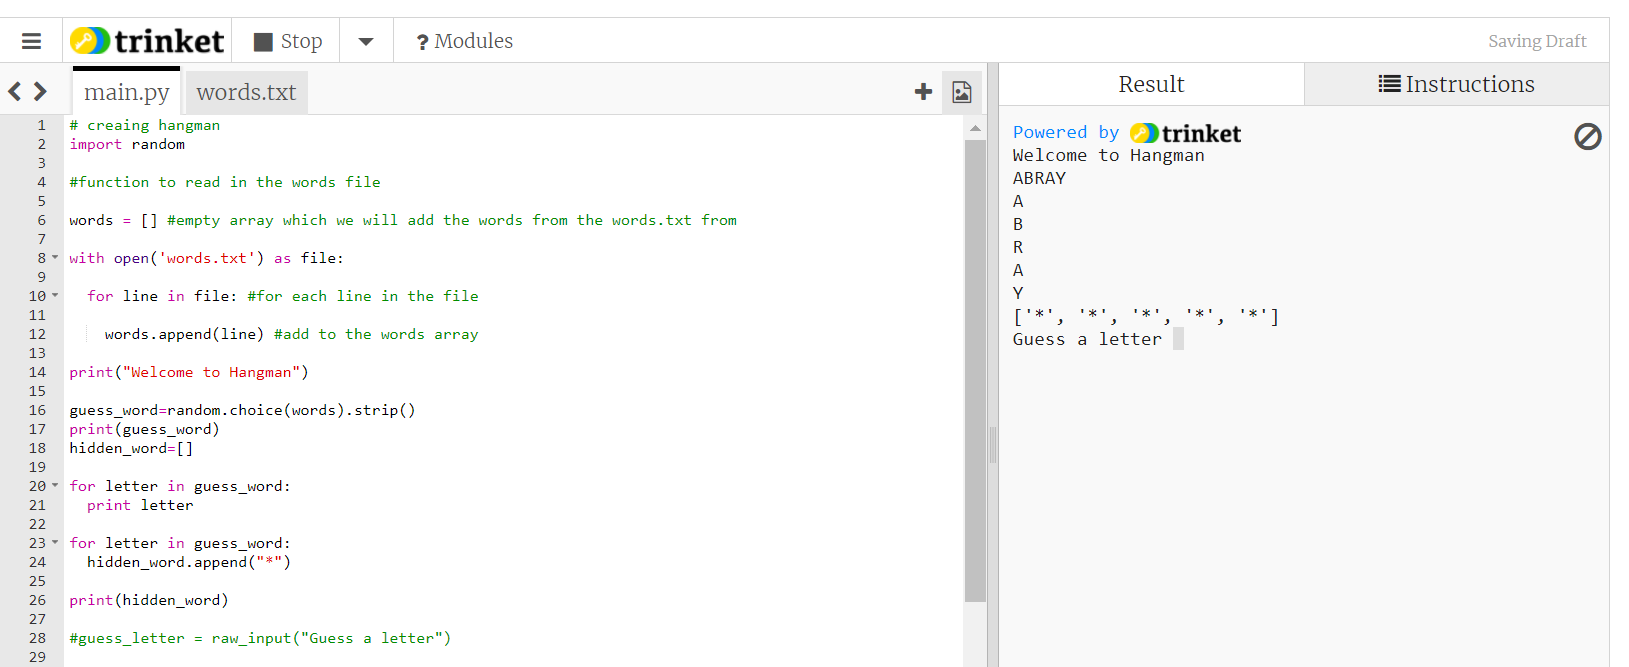 trinket Stop ? Modules Saving Draft
main.py words.txt
Result Instructions
1 # creaing hangman
2 import random
3
4 #function to read in the words file
5
6 words = [] #empty array which we will add the words from the words.txt from
7
8 with open('words.txt') as file:
9
10 for line in file: #for each line in the file
11
12 words.append(line) #add to the words array
13
14 print("Welcome to Hangman")
15
16 guess_word=random.choice(words).strip()
17 print(guess_word)
18 hidden_word=[]
19
20 for letter in guess_word:
21 print letter
22
23 for letter in guess_word:
24 hidden_word.append("*")
25
26 print(hidden_word)
27
28 #guess_letter = raw_input("Guess a letter")
29
Powered by trinket
Welcome to Hangman
ABRAY
A
B
R
A
Y
['*', '*', '*', '*', '*']
Guess a letter